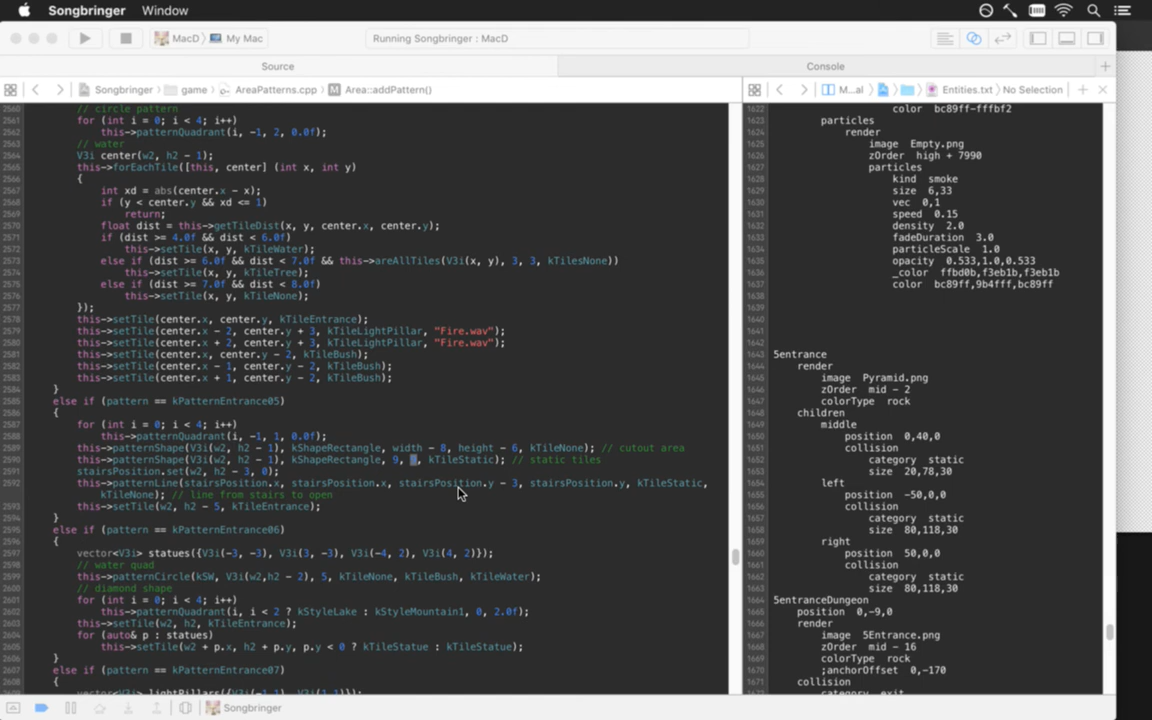 Songbringer Window
MacD My Mac
Running Songbringer : MacD
Source
Console
Songbringer game AreaPatterns.cpp M Area::addPattern()
M...al Entities.txt No Selection
2560 // circle pattern
2561 for (int i = 0; i < 4; i++)
2562 this->patternQuadrant(i, -1, 2, 0.0f);
2563 // water
2564 V3i center(w2, h2 - 1);
2565 this->forEachTile([this, center] (int x, int y)
2566 {
2567 int xd = abs(center.x - x);
2568 if (y < center.y && xd <= 1)
2569 return;
2570 float dist = this->getTileDist(x, y, center.x, center.y);
2571 if (dist >= 4.0f && dist < 6.0f)
2572 this->setTile(x, y, kTileWater);
2573 else if (dist >= 6.0f && dist < 7.0f && this->areAllTiles(V3i(x, y), 3, 3, kTilesNone))
2574 this->setTile(x, y, kTileTree);
2575 else if (dist >= 7.0f && dist < 8.0f)
2576 this->setTile(x, y, kTileNone);
2577 });
2578 this->setTile(center.x, center.y, kTileEntrance);
2579 this->setTile(center.x - 2, center.y + 3, kTileLightPillar, "Fire.wav");
2580 this->setTile(center.x + 2, center.y + 3, kTileLightPillar, "Fire.wav");
2581 this->setTile(center.x, center.y - 2, kTileBush);
2582 this->setTile(center.x - 1, center.y - 2, kTileBush);
2583 this->setTile(center.x + 1, center.y - 2, kTileBush);
2584 }
2585 else if (pattern == kPatternEntrance05)
2586 {
2587 for (int i = 0; i < 4; i++)
2588 this->patternQuadrant(i, -1, 1, 0.0f);
2589 this->patternShape(V3i(w2, h2 - 1), kShapeRectangle, width - 8, height - 6, kTileNone); // cutout area
2590 this->patternShape(V3i(w2, h2 - 1), kShapeRectangle, 9, , kTileStatic); // static tiles
2591 stairsPosition.set(w2, h2 - 3, 0);
2592 this->patternLine(stairsPosition.x, stairsPosition.x, stairsPosition.y - 3, stairsPosition.y, kTileStatic,
kTileNone); // line from stairs to open
2593 this->setTile(w2, h2 - 5, kTileEntrance);
2594 }
2595 else if (pattern == kPatternEntrance06)
2596 {
2597 vector<V3i> statues({V3i(-3, -3), V3i(3, -3), V3i(-4, 2), V3i(4, 2)});
2598 // water quad
2599 this->patternCircle(kSW, V3i(w2,h2 - 2), 5, kTileNone, kTileBush, kTileWater);
2600 // diamond shape
2601 for (int i = 0; i < 4; i++)
2602 this->patternQuadrant(i, i < 2 ? kStyleLake : kStyleMountain1, 0, 2.0f);
2603 this->setTile(w2, h2, kTileEntrance);
2604 for (auto& p : statues)
2605 this->setTile(w2 + p.x, h2 + p.y, p.y < 0 ? kTileStatue : kTileStatue);
2606 }
2607 else if (pattern == kPatternEntrance07)
2608 {
vector<V3i> lightPillars({V3i(-1,1), V3i(1,1)});
1622 color bc89ff-fffbf2
1623 particles
1624 render
1625 image Empty.png
1626 zOrder high + 7990
1627 particles
1628 kind smoke
1629 size 6,33
1630 vec 0,1
1631 speed 0.15
1632 density 2.0
1633 fadeDuration 3.0
1634 particleScale 1.0
1635 opacity 0.533,1.0,0.533
1636 _color ffbd0b,f3eb1b,f3eb1b
1637 color bc89ff,9b4fff,bc89ff
1638
1639
1640
1641
1642
1643 5entrance
1644 render
1645 image Pyramid.png
1646 zOrder mid - 2
1647 colorType rock
1648 children
1649 middle
1650 position 0,40,0
1651 collision
1652 category static
1653 size 20,78,30
1654 left
1655 position -50,0,0
1656 collision
1657 category static
1658 size 80,118,30
1659 right
1660 position 50,0,0
1661 collision
1662 category static
1663 size 80,118,30
1664 5entranceDungeon
1665 position 0,-9,0
1666 render
1667 image 5Entrance.png
1668 zOrder mid - 16
1669 colorType rock
1670 ;anchorOffset 0,-170
1671 collision
category exit
Songbringer